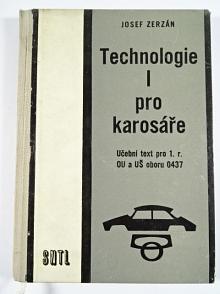 JOSEF ZERZÁN
Technologie
I
pro
karosáře
Učební text pro 1. r.
OU a UŠ oboru 0437
SNTL